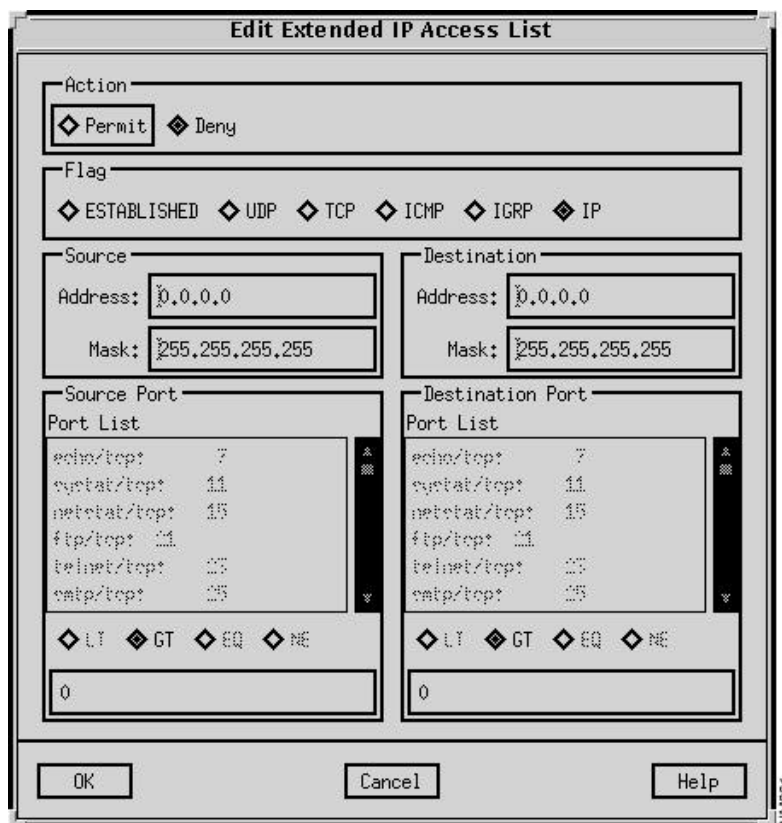 Edit Extended IP Access List
Action
Permit Deny
Flag
ESTABLISHED UDP TCP ICMP IGRP IP
Source
Address: 0.0.0.0
Mask: 255.255.255.255
Destination
Address: 0.0.0.0
Mask: 255.255.255.255
Source Port
Port List
echo/tcp: 7
systat/tcp: 11
netstat/tcp: 15
ftp/tcp: 21
telnet/tcp: 23
smtp/tcp: 25
LT GT EQ NE
0
Destination Port
Port List
echo/tcp: 7
systat/tcp: 11
netstat/tcp: 15
ftp/tcp: 21
telnet/tcp: 23
smtp/tcp: 25
LT GT EQ NE
0
OK Cancel Help